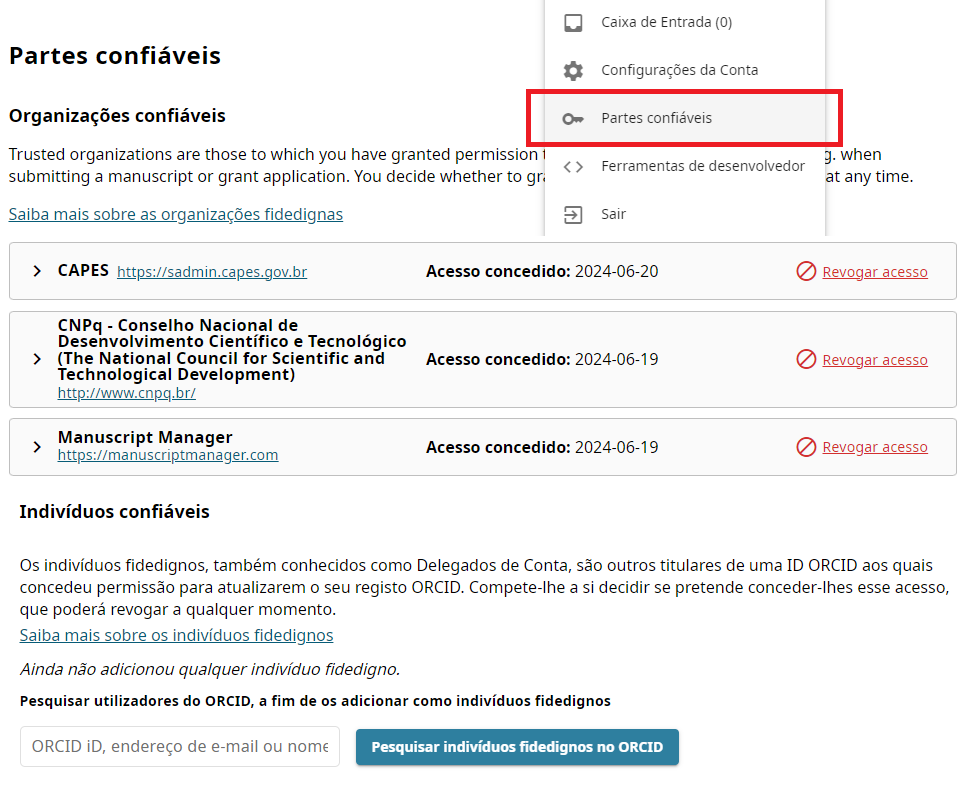 Caixa de Entrada (0)
Partes confiáveis
Configurações da Conta
Organizações confiáveis
Partes confiáveis
Trusted organizations are those to which you have granted permission
g. when
submitting a manuscript or grant application. You decide whether to
at any time.
Ferramentas de desenvolvedor
Saiba mais sobre as organizações fidedignas
Sair
CAPES https://sadmin.capes.gov.br
Acesso concedido: 2024-06-20
Revogar acesso
CNPq - Conselho Nacional de
Desenvolvimento Científico e Tecnológico
(The National Council for Scientific and
Technological Development)
http://www.cnpq.br/
Acesso concedido: 2024-06-19
Revogar acesso
Manuscript Manager
https://manuscriptmanager.com
Acesso concedido: 2024-06-19
Revogar acesso
Indivíduos confiáveis
Os indivíduos fidedignos, também conhecidos como Delegados de Conta, são outros titulares de uma ID ORCID aos quais
concedeu permissão para atualizarem o seu registo ORCID. Compete-lhe a si decidir se pretende conceder-lhes esse acesso,
que poderá revogar a qualquer momento.
Saiba mais sobre os indivíduos fidedignos
Ainda não adicionou qualquer indivíduo fidedigno.
Pesquisar utilizadores do ORCID, a fim de os adicionar como indivíduos fidedignos
ORCID iD, endereço de e-mail ou nome
Pesquisar indivíduos fidedignos no ORCID